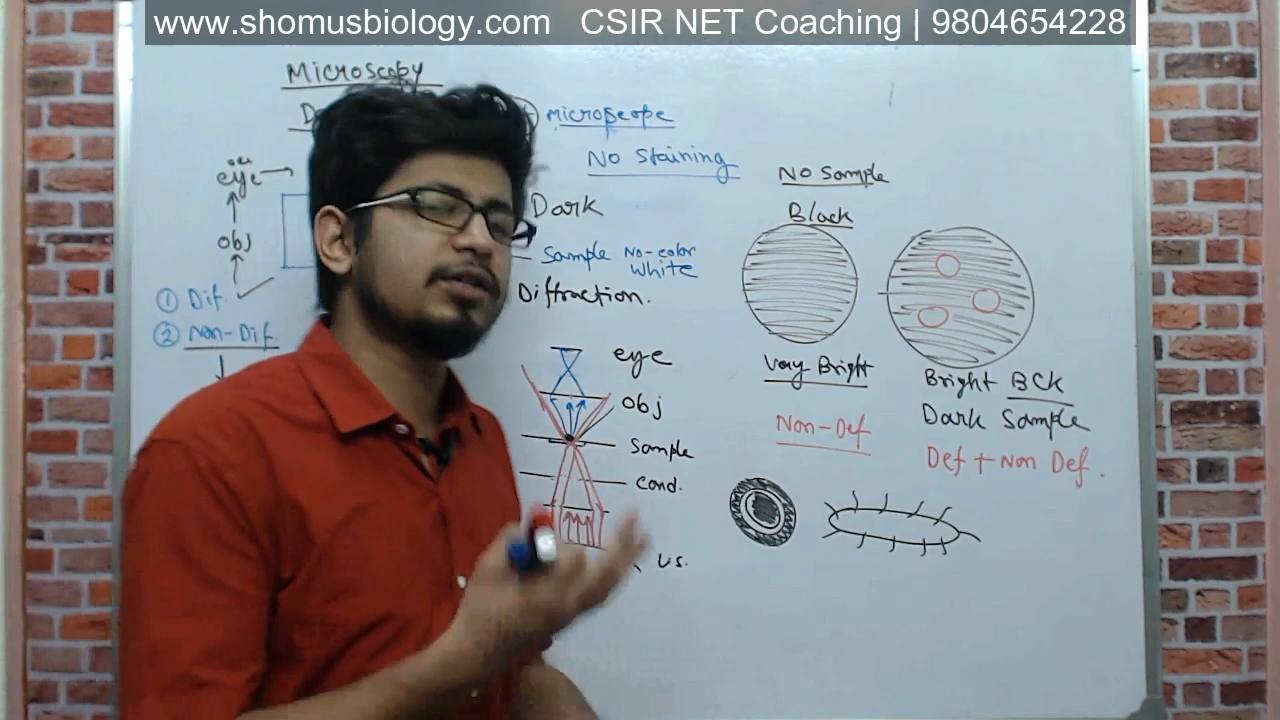 www.shomusbiology.com CSIR NET Coaching | 9804654228
Microscopy
D
microscope
No Staining
eye
obj
① Dif.
② Non-Dif.
Dark
Sample No-color
White
Diffraction.
eye
obj
Sample
Cond.
L.S.
No Sample
Black
Very Bright
Non-Def
Bright BCK
Dark Sample
Def + Non Def.